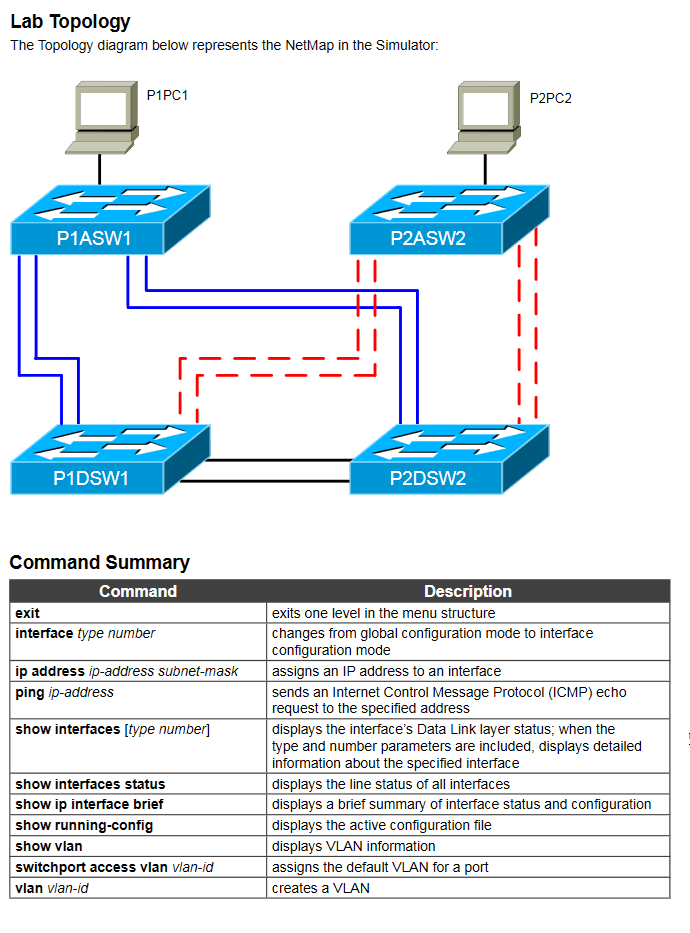 Lab Topology
The Topology diagram below represents the NetMap in the Simulator:
P1PC1
P2PC2
P1ASW1
P2ASW2
P1DSW1
P2DSW2
Command Summary
Command Description
exit exits one level in the menu structure
interface type number changes from global configuration mode to interface
configuration mode
ip address ip-address subnet-mask assigns an IP address to an interface
ping ip-address sends an Internet Control Message Protocol (ICMP) echo
request to the specified address
show interfaces [type number] displays the interface's Data Link layer status; when the
type and number parameters are included, displays detailed
information about the specified interface
show interfaces status displays the line status of all interfaces
show ip interface brief displays a brief summary of interface status and configuration
show running-config displays the active configuration file
show vlan displays VLAN information
switchport access vlan vlan-id assigns the default VLAN for a port
vlan vlan-id creates a VLAN